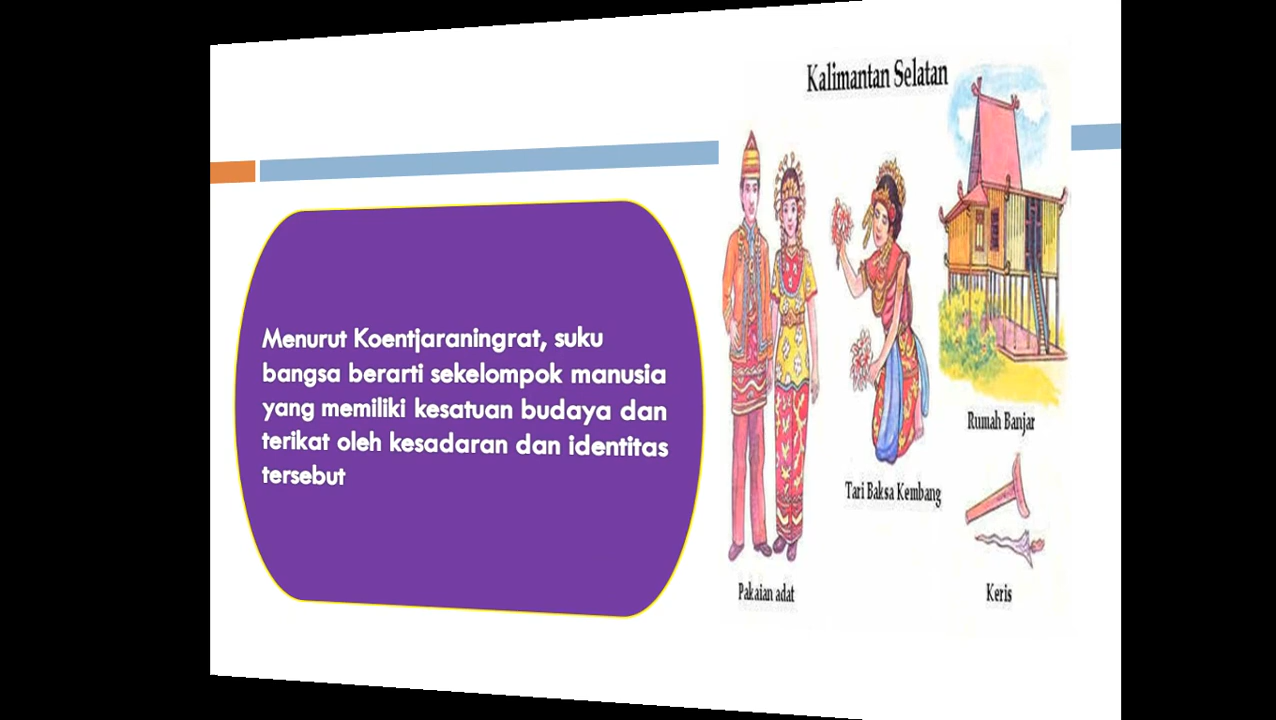 Menurut Koentjaraningrat, suku
bangsa berarti sekelompok manusia
yang memiliki kesatuan budaya dan
terikat oleh kesadaran dan identitas
tersebut
Kalimantan Selatan
Rumah Banjar
Tari Baksa Kembang
Pakaian adat
Keris